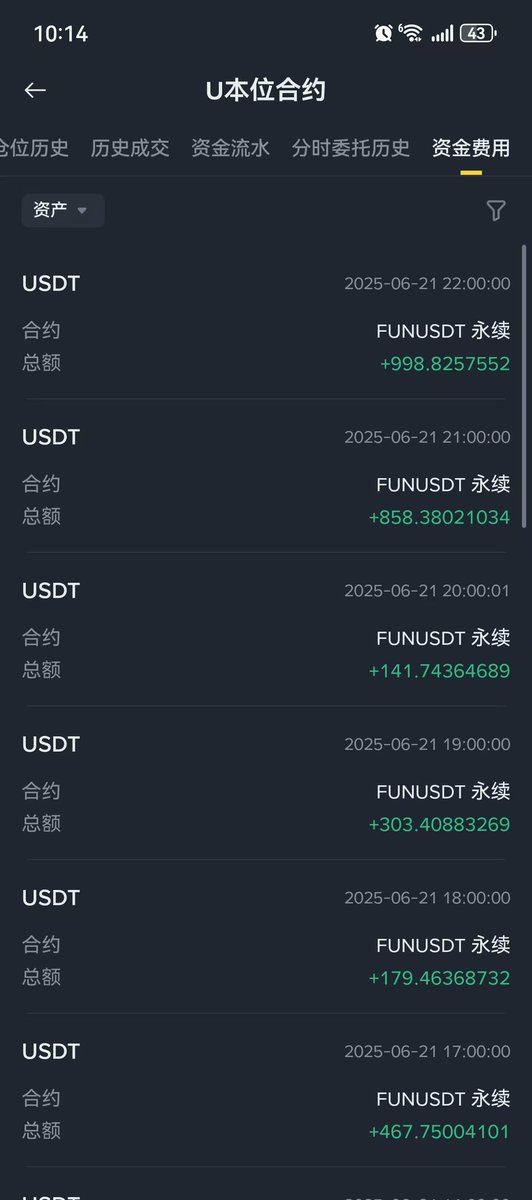 10:14
6
43
U本位合约
仓位历史 历史成交 资金流水 分时委托历史 资金费用
资产
USDT 2025-06-21 22:00:00
合约 FUNUSDT 永续
总额 +998.8257552
USDT 2025-06-21 21:00:00
合约 FUNUSDT 永续
总额 +858.38021034
USDT 2025-06-21 20:00:01
合约 FUNUSDT 永续
总额 +141.74364689
USDT 2025-06-21 19:00:00
合约 FUNUSDT 永续
总额 +303.40883269
USDT 2025-06-21 18:00:00
合约 FUNUSDT 永续
总额 +179.46368732
USDT 2025-06-21 17:00:00
合约 FUNUSDT 永续
总额 +467.75004101
USDT